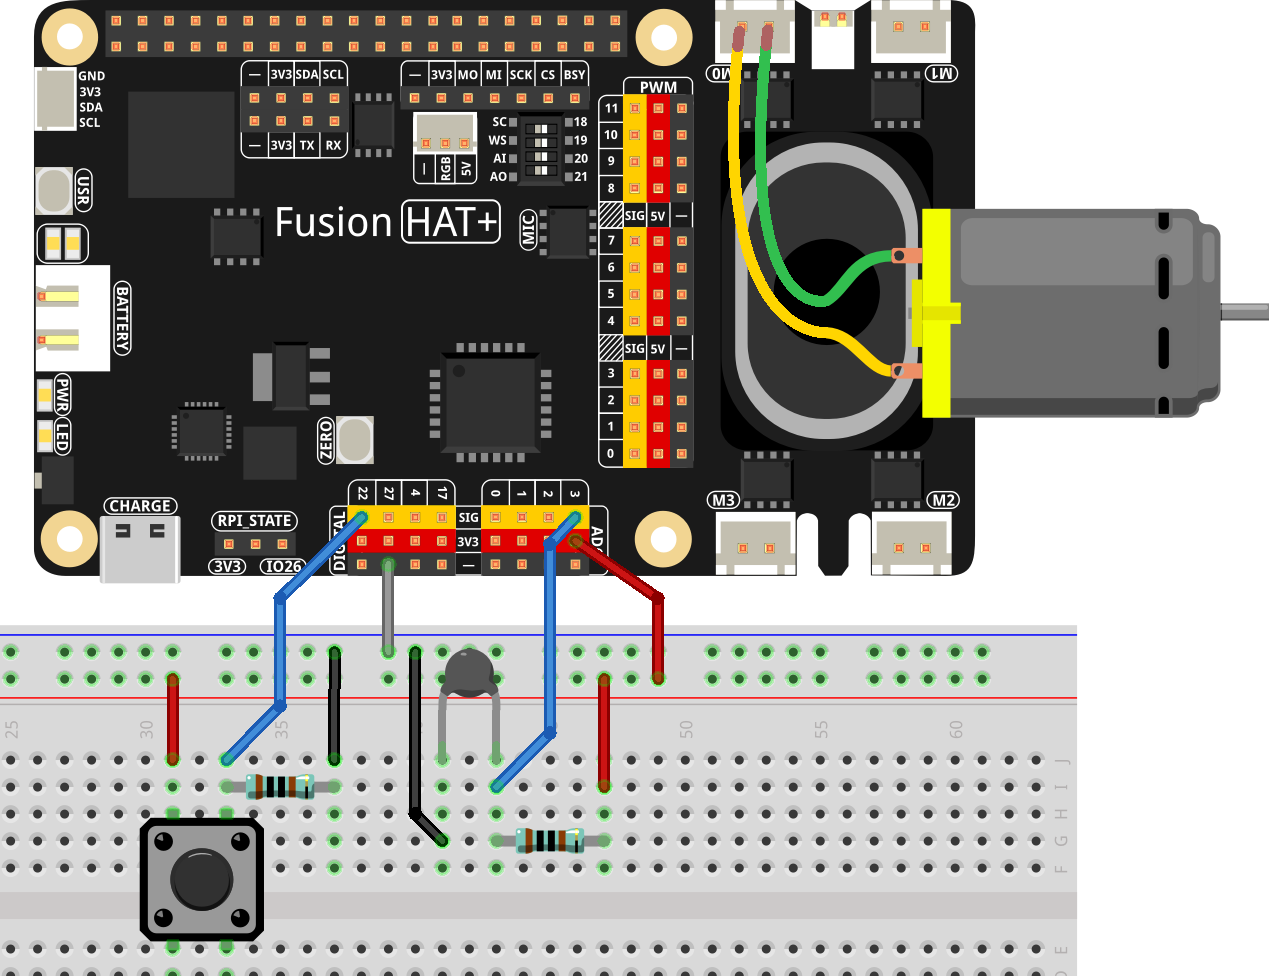 GND
3V3
SDA
SCL
— 3V3 SDA SCL
— 3V3 TX RX
— 3V3 MO MI SCK CS BSY
— RGB 5V
SC 18
WS 19
AI 20
AO 21
PWM
11
10
9
8
SIG 5V —
7
6
5
4
SIG 5V —
3
2
1
0
M0
M1
USR
Fusion HAT+
MIC
BATTERY
PWR
LED
ZERO
CHARGE
RPI_STATE
3V3 IO26
22 27 4 17
0 1 2 3
DIGITAL
SIG
3V3
—
AD
M3
M2
25 30 35 50 55 60
J
I
H
G
F
E